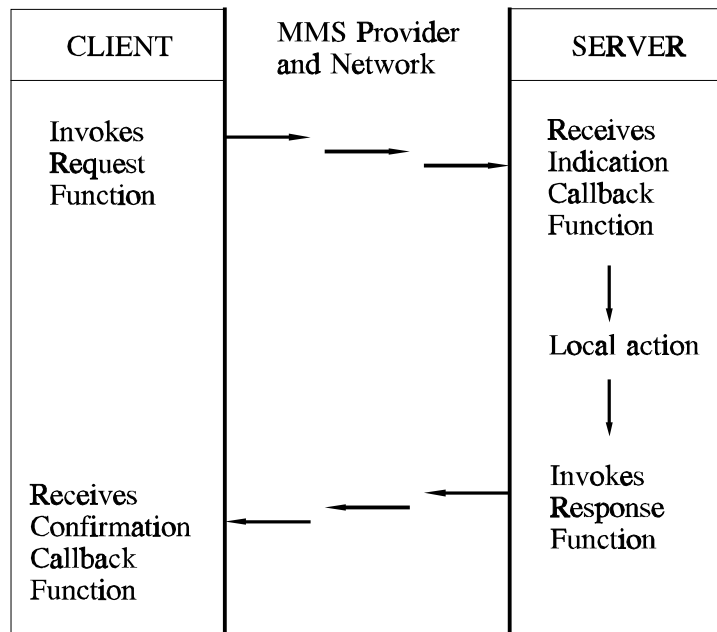 CLIENT
MMS Provider
and Network
SERVER
Invokes
Request
Function
Receives
Indication
Callback
Function
Local action
Invokes
Response
Function
Receives
Confirmation
Callback
Function